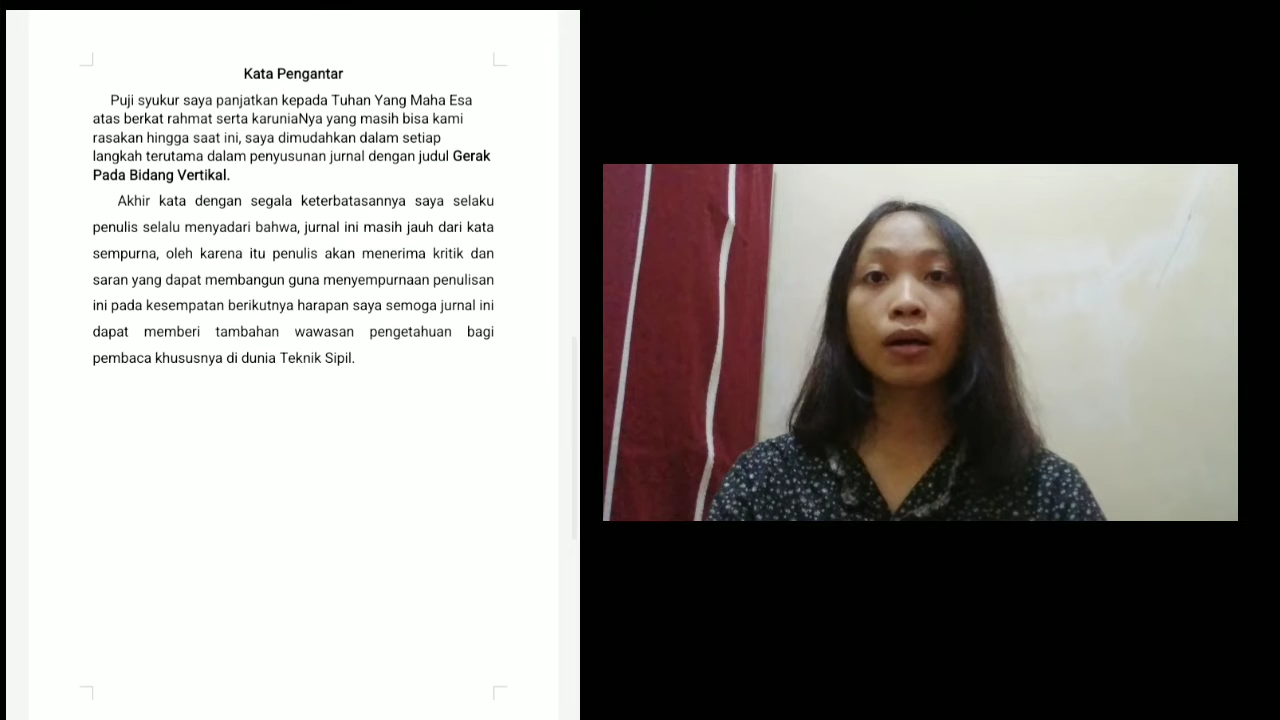 Kata Pengantar
Puji syukur saya panjatkan kepada Tuhan Yang Maha Esa
atas berkat rahmat serta karuniaNya yang masih bisa kami
rasakan hingga saat ini, saya dimudahkan dalam setiap
langkah terutama dalam penyusunan jurnal dengan judul Gerak
Pada Bidang Vertikal.
Akhir kata dengan segala keterbatasannya saya selaku
penulis selalu menyadari bahwa, jurnal ini masih jauh dari kata
sempurna, oleh karena itu penulis akan menerima kritik dan
saran yang dapat membangun guna menyempurnaan penulisan
ini pada kesempatan berikutnya harapan saya semoga jurnal ini
dapat memberi tambahan wawasan pengetahuan bagi
pembaca khususnya di dunia Teknik Sipil.